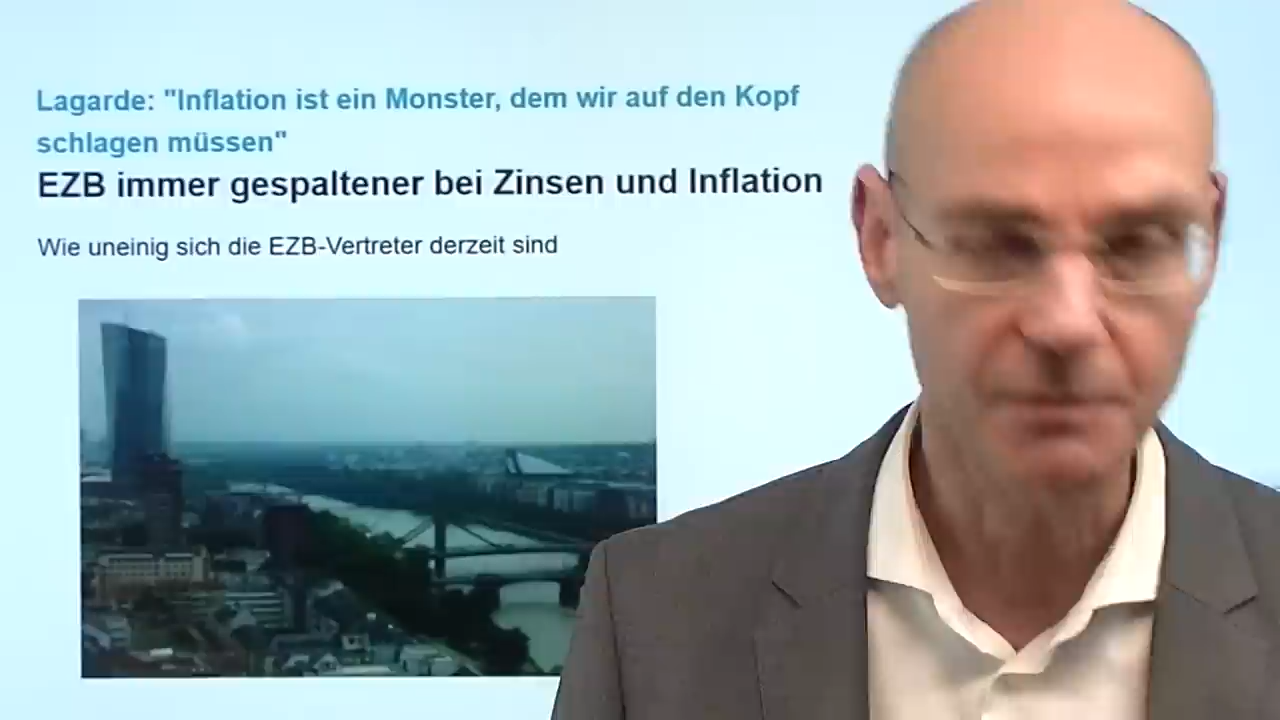 Lagarde: "Inflation ist ein Monster, dem wir auf den Kopf
schlagen müssen"
EZB immer gespaltener bei Zinsen und Inflation
Wie uneinig sich die EZB-Vertreter derzeit sind